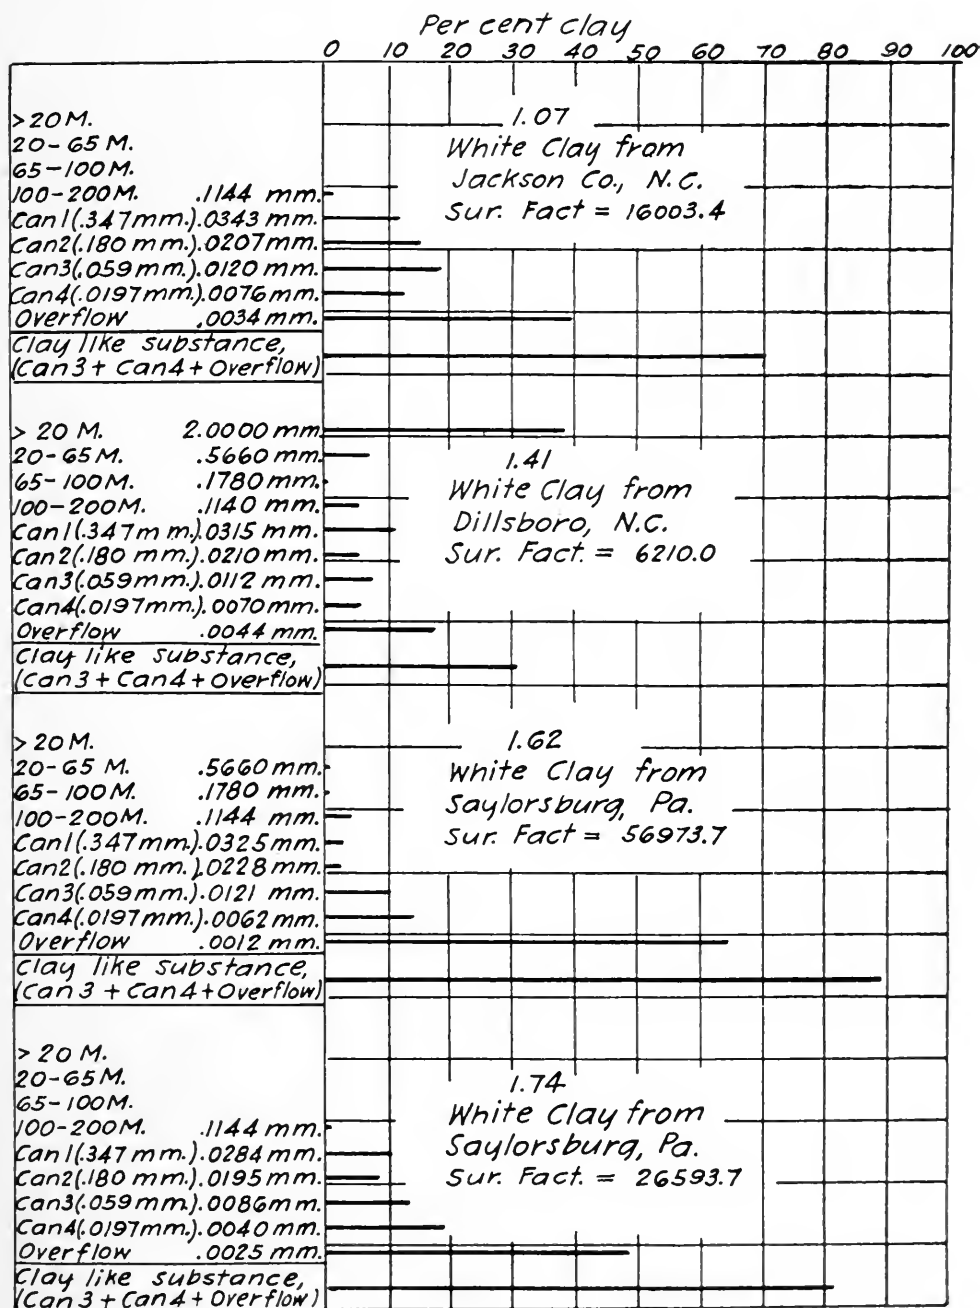 Per cent clay
0 10 20 30 40 50 60 70 80 90 100
> 20 M.
20-65 M.
65-100 M.
100-200 M. .1144 mm.
Can 1 (.347 mm.) .0343 mm.
Can 2 (.180 mm.) .0207 mm.
Can 3 (.059 mm.) .0120 mm.
Can 4 (.0197 mm.) .0076 mm.
Overflow .0034 mm.
Clay like substance,
(Can 3 + Can 4 + Overflow)
1.07
White Clay from
Jackson Co., N.C.
Sur. Fact = 16003.4
> 20 M. 2.0000 mm.
20-65 M. .5660 mm.
65-100 M. .1780 mm.
100-200 M. .1140 mm.
Can 1 (.347 m m.) .0315 mm.
Can 2 (.180 mm.) .0210 mm.
Can 3 (.059 mm.) .0112 mm.
Can 4 (.0197 mm.) .0070 mm.
Overflow .0044 mm.
Clay like substance,
(Can 3 + Can 4 + Overflow)
1.41
White Clay from
Dillsboro, N.C.
Sur. Fact. = 6210.0
> 20 M.
20-65 M. .5660 mm.
65-100 M. .1780 mm.
100-200 M. .1144 mm.
Can 1 (.347 mm.) .0325 mm.
Can 2 (.180 mm.) .0228 mm.
Can 3 (.059 mm.) .0121 mm.
Can 4 (.0197 mm.) .0062 mm.
Overflow .0012 mm.
Clay like substance,
(Can 3 + Can 4 + Overflow)
1.62
White Clay from
Saylorsburg, Pa.
Sur. Fact = 56973.7
> 20 M.
20-65 M.
65-100 M.
100-200 M. .1144 mm.
Can 1 (.347 mm.) .0284 mm.
Can 2 (.180 mm.) .0195 mm.
Can 3 (.059 mm.) .0086 mm.
Can 4 (.0197 mm.) .0040 mm.
Overflow .0025 mm.
Clay like substance,
(Can 3 + Can 4 + Overflow)
1.74
White Clay from
Saylorsburg, Pa.
Sur. Fact. = 26593.7